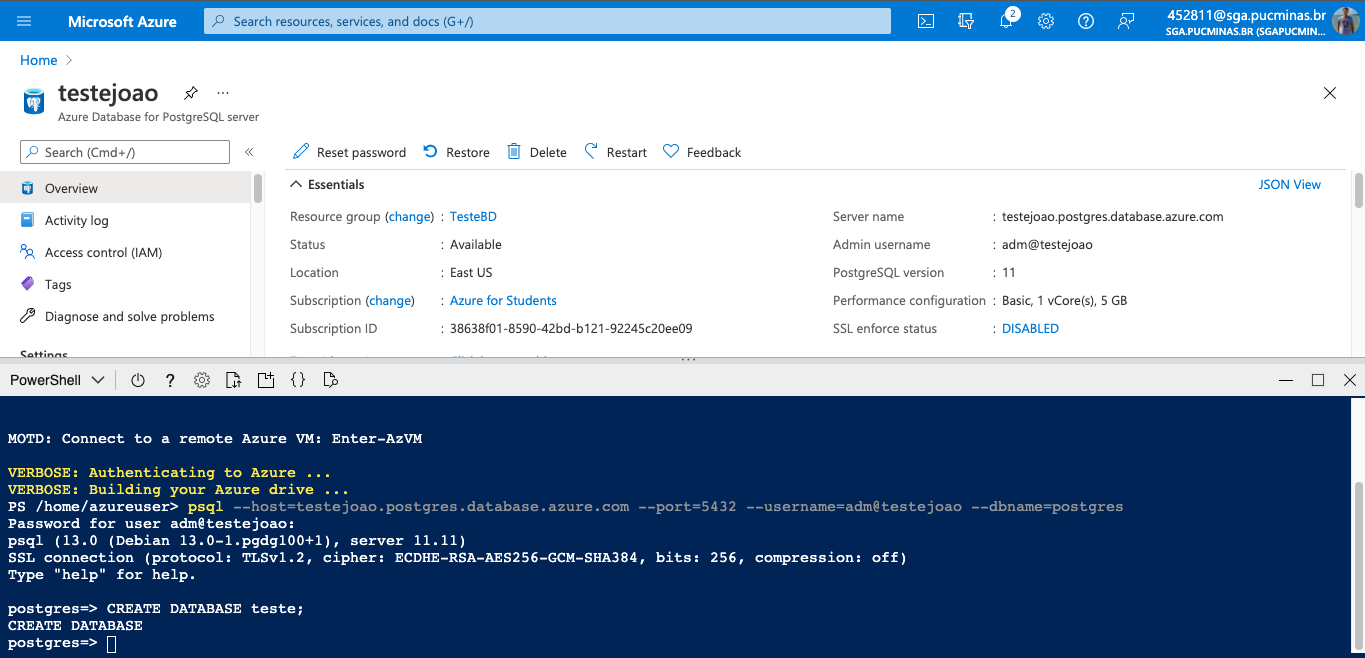 Microsoft Azure
Search resources, services, and docs (G+/)
2
452811@sga.pucminas.br
SGA.PUCMINAS.BR (SGAPUCMIN...
Home
testejoao
...
Azure Database for PostgreSQL server
Search (Cmd+/)
«
Reset password
Restore
Delete
Restart
Feedback
Overview
Activity log
Access control (IAM)
Tags
Diagnose and solve problems
Settings
Essentials
JSON View
Resource group (change) : TesteBD
Status : Available
Location : East US
Subscription (change) : Azure for Students
Subscription ID : 38638f01-8590-42bd-b121-92245c20ee09
Server name : testejoao.postgres.database.azure.com
Admin username : adm@testejoao
PostgreSQL version : 11
Performance configuration : Basic, 1 vCore(s), 5 GB
SSL enforce status : DISABLED
PowerShell
?
{}
MOTD: Connect to a remote Azure VM: Enter-AzVM
VERBOSE: Authenticating to Azure ...
VERBOSE: Building your Azure drive ...
PS /home/azureuser> psql --host=testejoao.postgres.database.azure.com --port=5432 --username=adm@testejoao --dbname=postgres
Password for user adm@testejoao:
psql (13.0 (Debian 13.0-1.pgdg100+1), server 11.11)
SSL connection (protocol: TLSv1.2, cipher: ECDHE-RSA-AES256-GCM-SHA384, bits: 256, compression: off)
Type "help" for help.
postgres=> CREATE DATABASE teste;
CREATE DATABASE
postgres=>